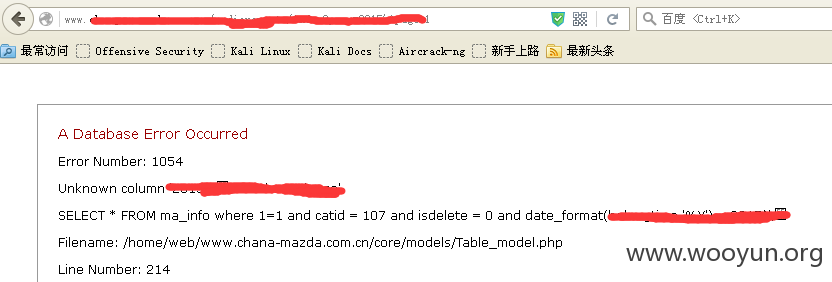 www.
百度 <Ctrl+K>
最常访问 Offensive Security Kali Linux Kali Docs Aircrack-ng 新手上路 最新头条
A Database Error Occurred
Error Number: 1054
Unknown column
SELECT * FROM ma_info where 1=1 and catid = 107 and isdelete = 0 and date_format(
Filename: /home/web/www.chana-mazda.com.cn/core/models/Table_model.php
Line Number: 214
www.wooyun.org